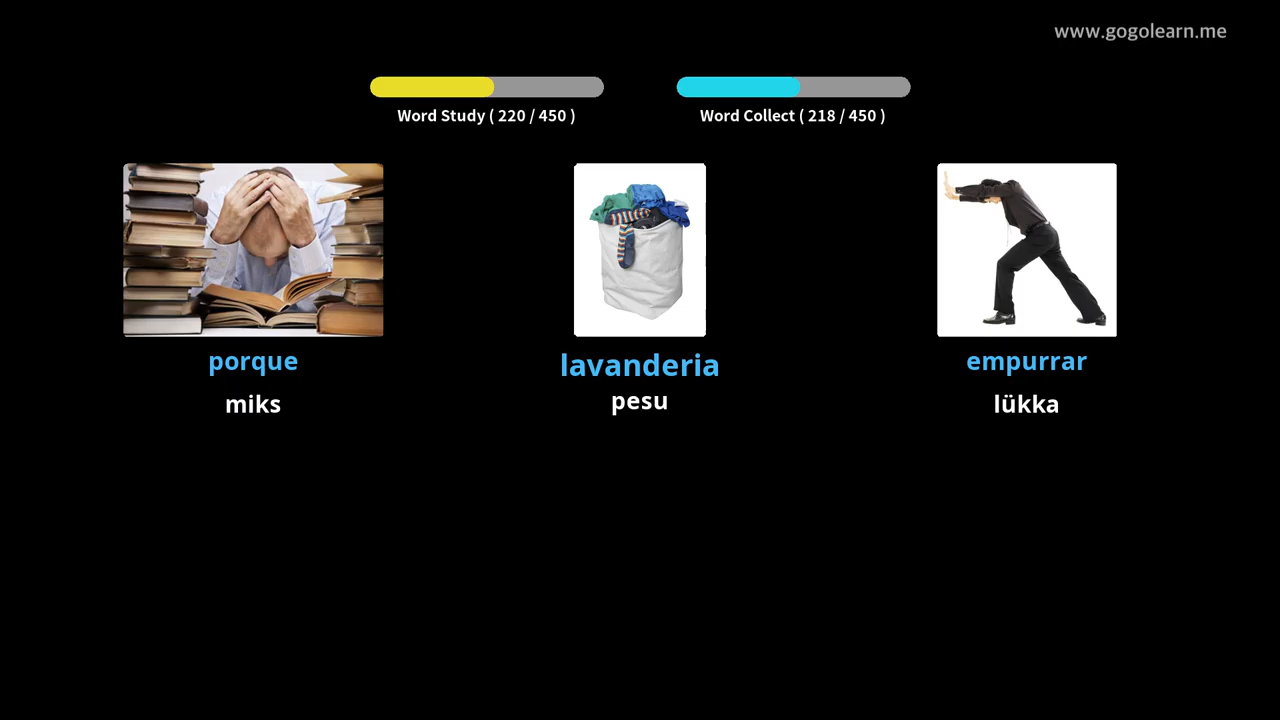 www.gogolearn.me
Word Study ( 220 / 450 )
Word Collect ( 218 / 450 )
porque
lavanderia
empurrar
miks
pesu
lükka